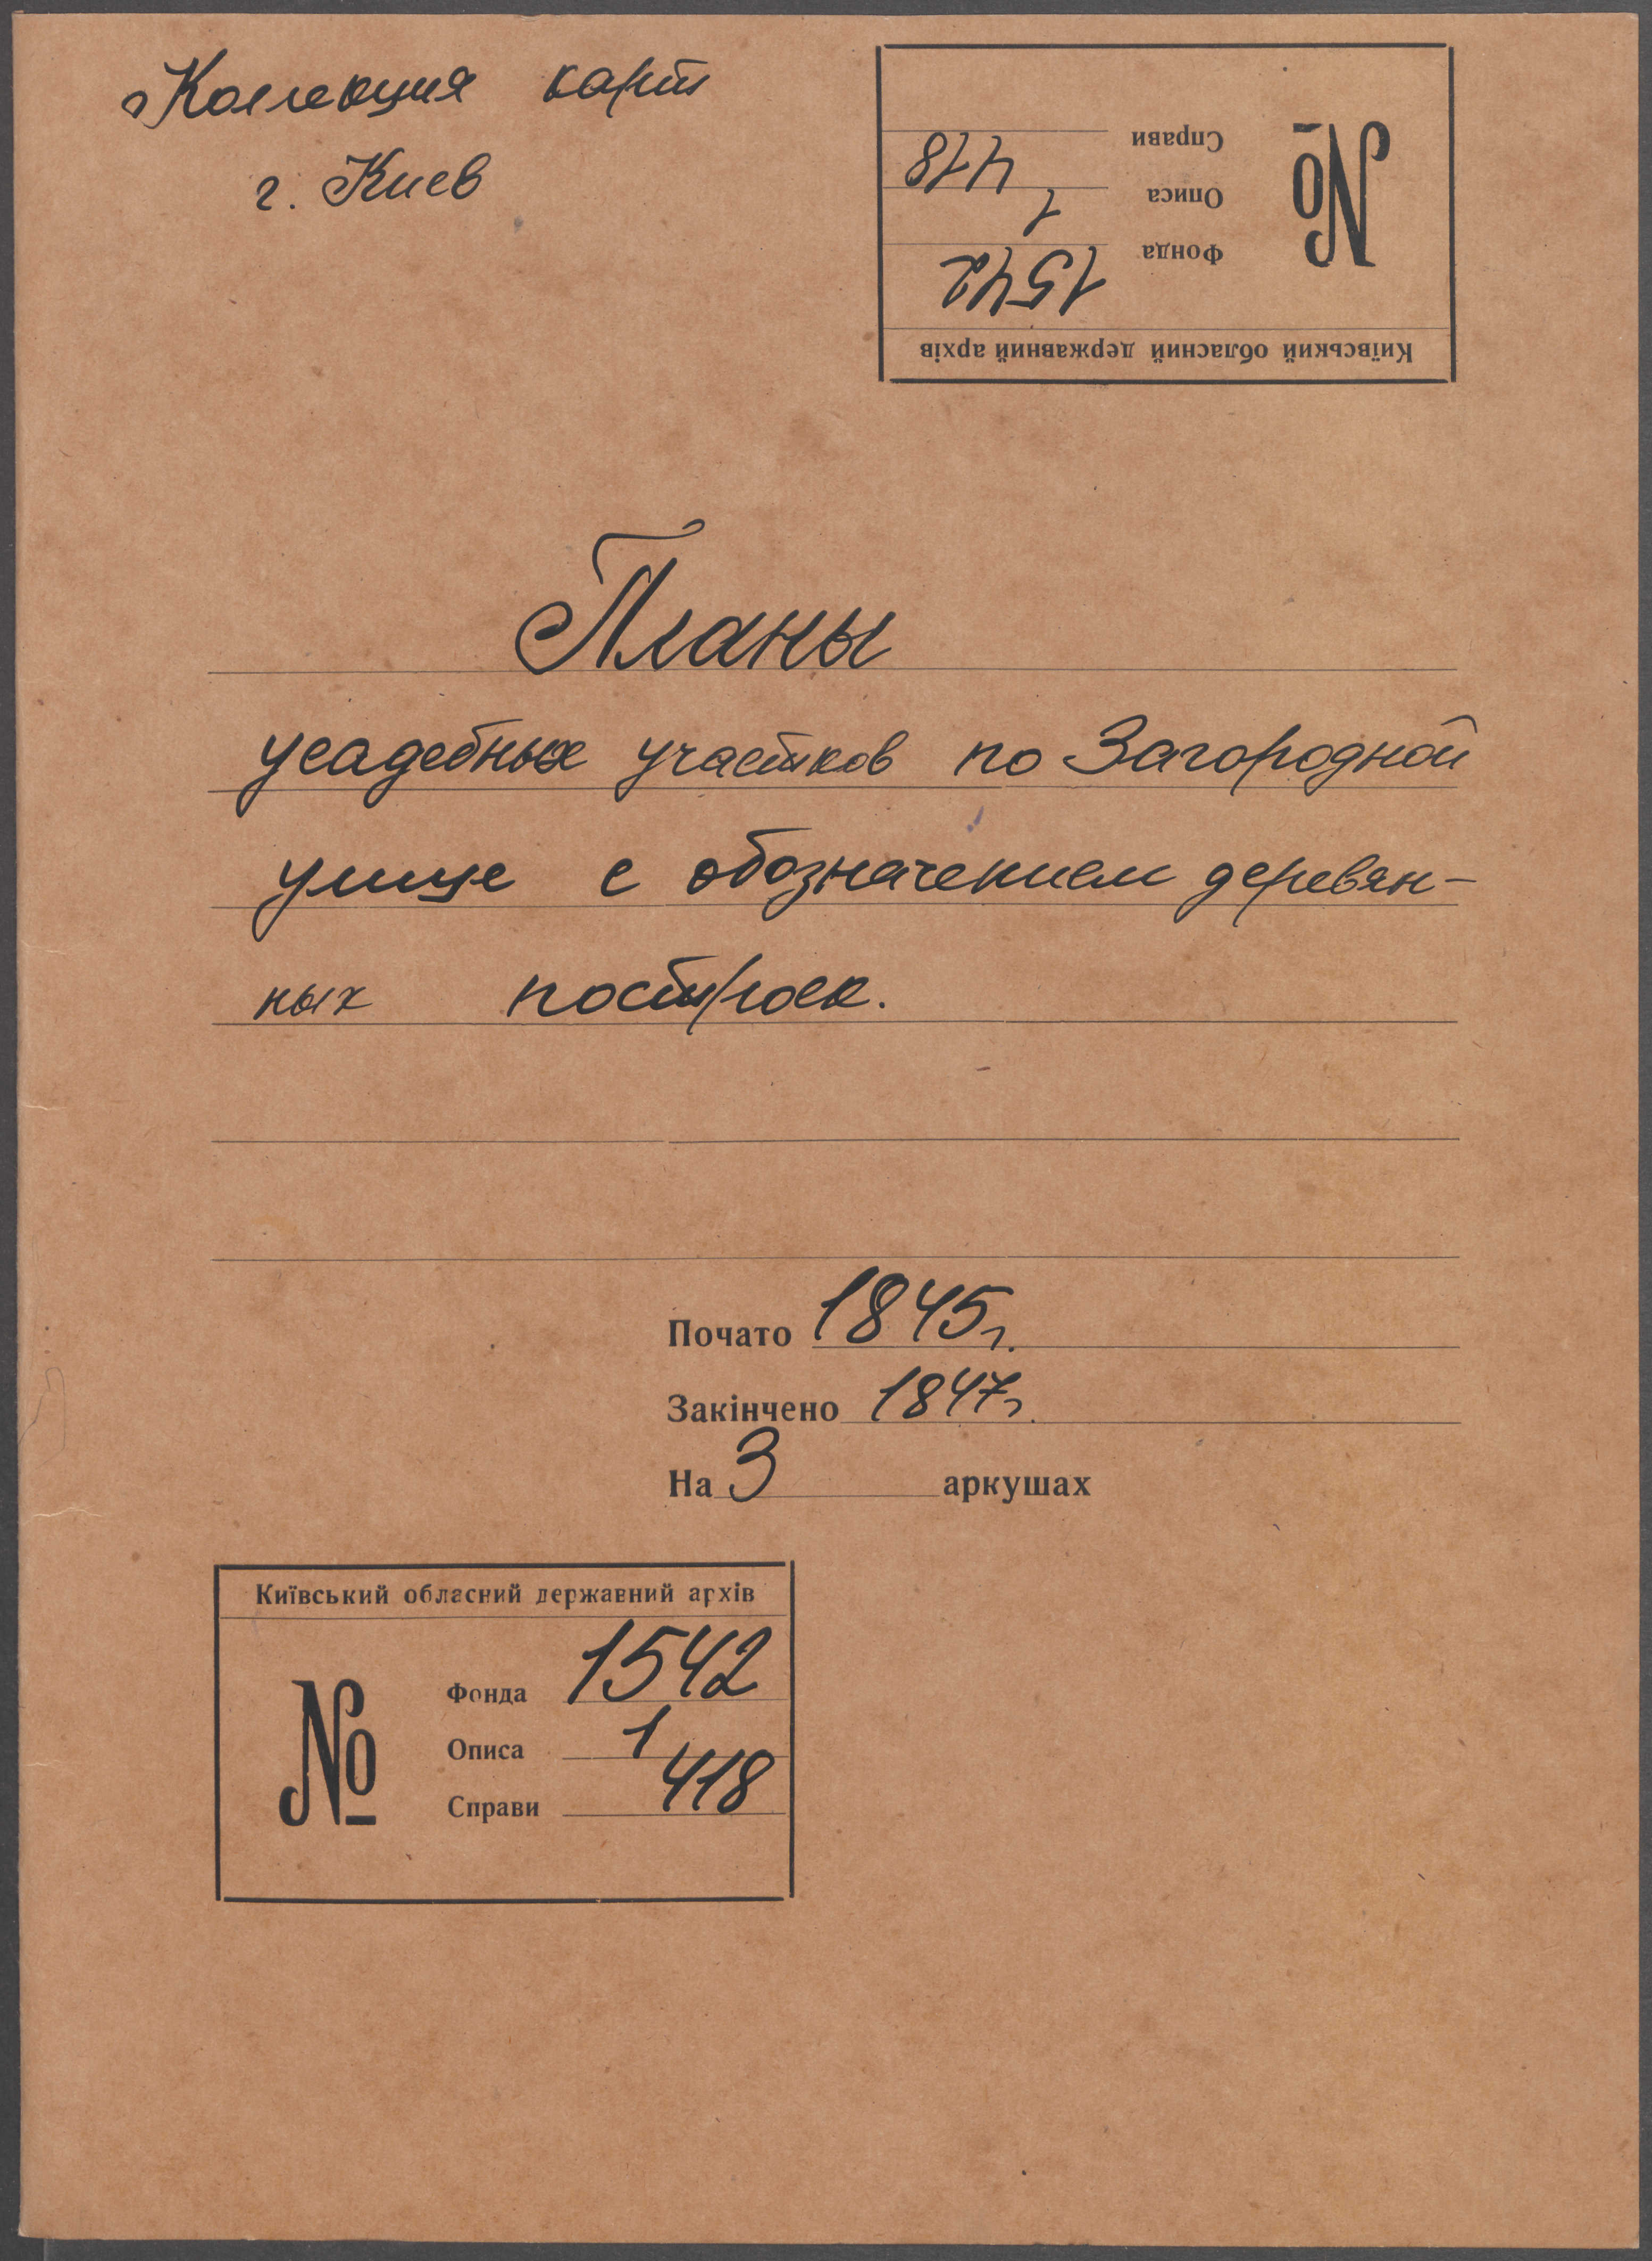 Коллекция карт
г. Киев
Київський обласний державний архів
№
Фонда 1542
Описа 1
Справи 418
Планы
усадебных участков по Загородной
улице с обозначением деревян-
ных построек.
Почато 1845г.
Закінчено 1847г.
На 3 аркушах
Київський обласний державний архів
№
Фонда 1542
Описа 1
Справи 418